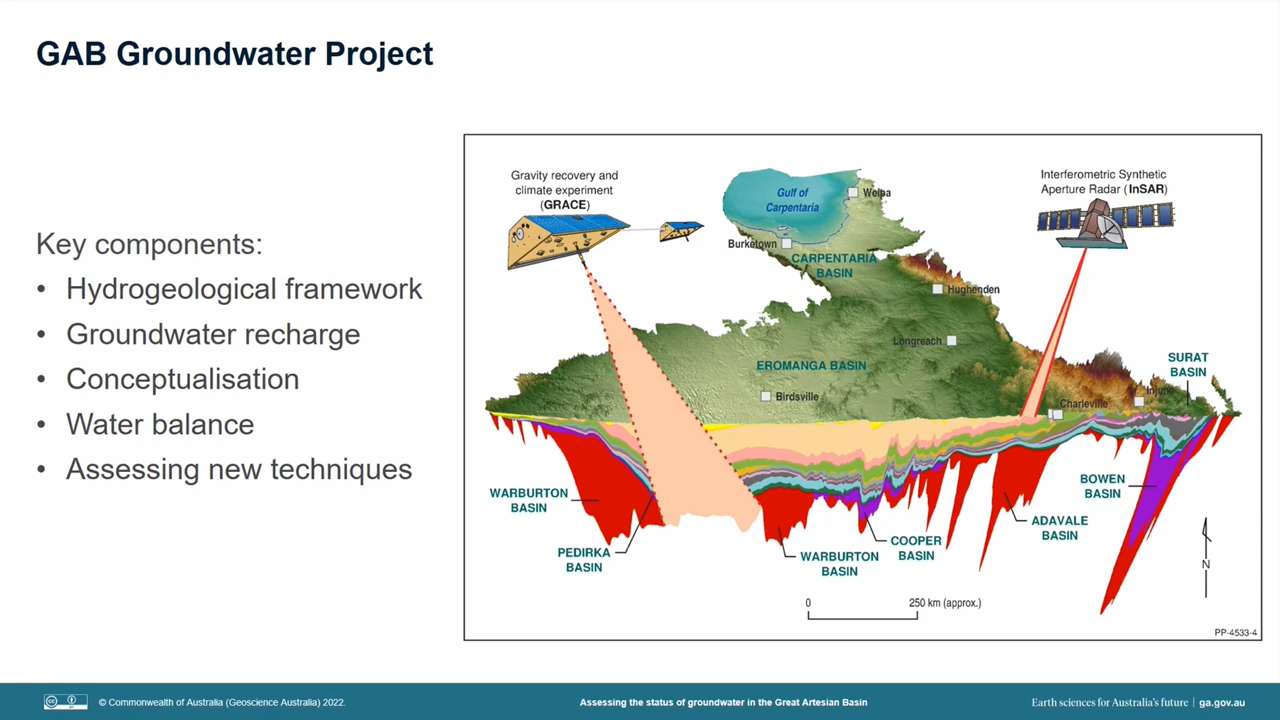 GAB Groundwater Project
Key components:
• Hydrogeological framework
• Groundwater recharge
• Conceptualisation
• Water balance
• Assessing new techniques
Gravity recovery and
climate experiment
(GRACE)
Interferometric Synthetic
Aperture Radar (InSAR)
Gulf of
Carpentaria
Weipa
Burketown
CARPENTARIA
BASIN
Hughenden
Longreach
EROMANGA BASIN
SURAT
BASIN
Birdsville
Injune
Charleville
WARBURTON
BASIN
BOWEN
BASIN
ADAVALE
BASIN
COOPER
BASIN
PEDIRKA
BASIN
WARBURTON
BASIN
N
0 250 km (approx.)
PP-4533-4
cc BY
© Commonwealth of Australia (Geoscience Australia) 2022.
Assessing the status of groundwater in the Great Artesian Basin
Earth sciences for Australia's future | ga.gov.au